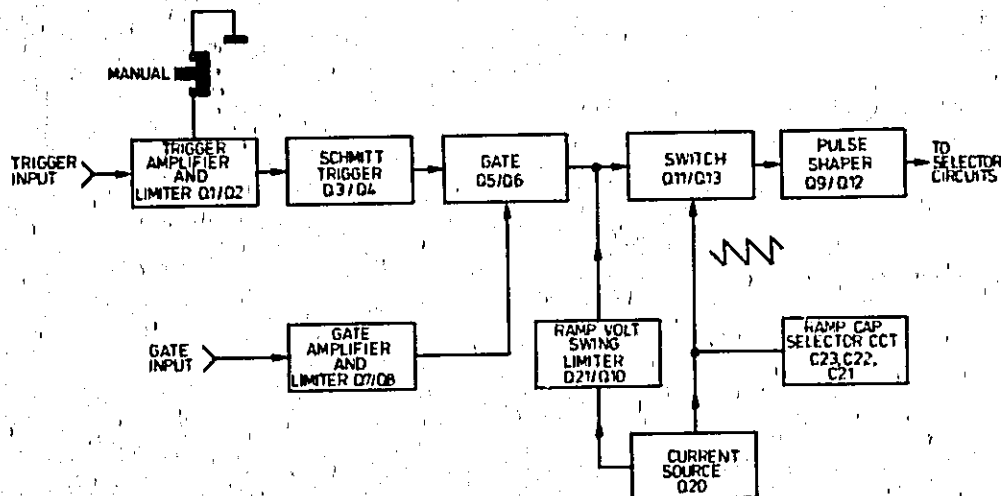 MANUAL
TRIGGER
INPUT
TRIGGER
AMPLIFIER
AND
LIMITER Q1/Q2
SCHMITT
TRIGGER
Q3/Q4
GATE
Q5/Q6
SWITCH
Q11/Q13
PULSE
SHAPER
Q9/Q12
TO
SELECTOR
CIRCUITS
GATE
INPUT
GATE
AMPLIFIER
AND
LIMITER Q7/Q8
RAMP VOLT
SWING
LIMITER
Q21/Q10
RAMP CAP
SELECTOR CCT
C23,C22,
C21
CURRENT
SOURCE
Q20